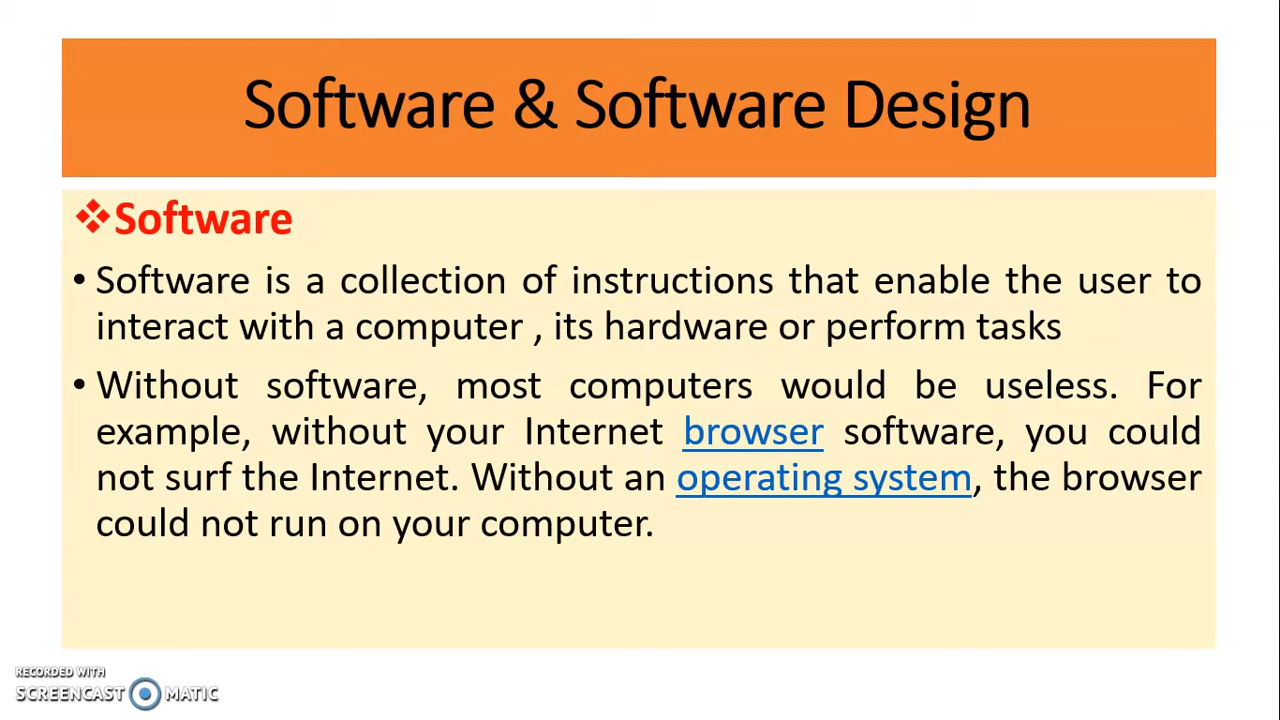 Software & Software Design
❖Software
• Software is a collection of instructions that enable the user to
interact with a computer , its hardware or perform tasks
• Without software, most computers would be useless. For
example, without your Internet browser software, you could
not surf the Internet. Without an operating system, the browser
could not run on your computer.
RECORDED WITH
SCREENCAST MATIC